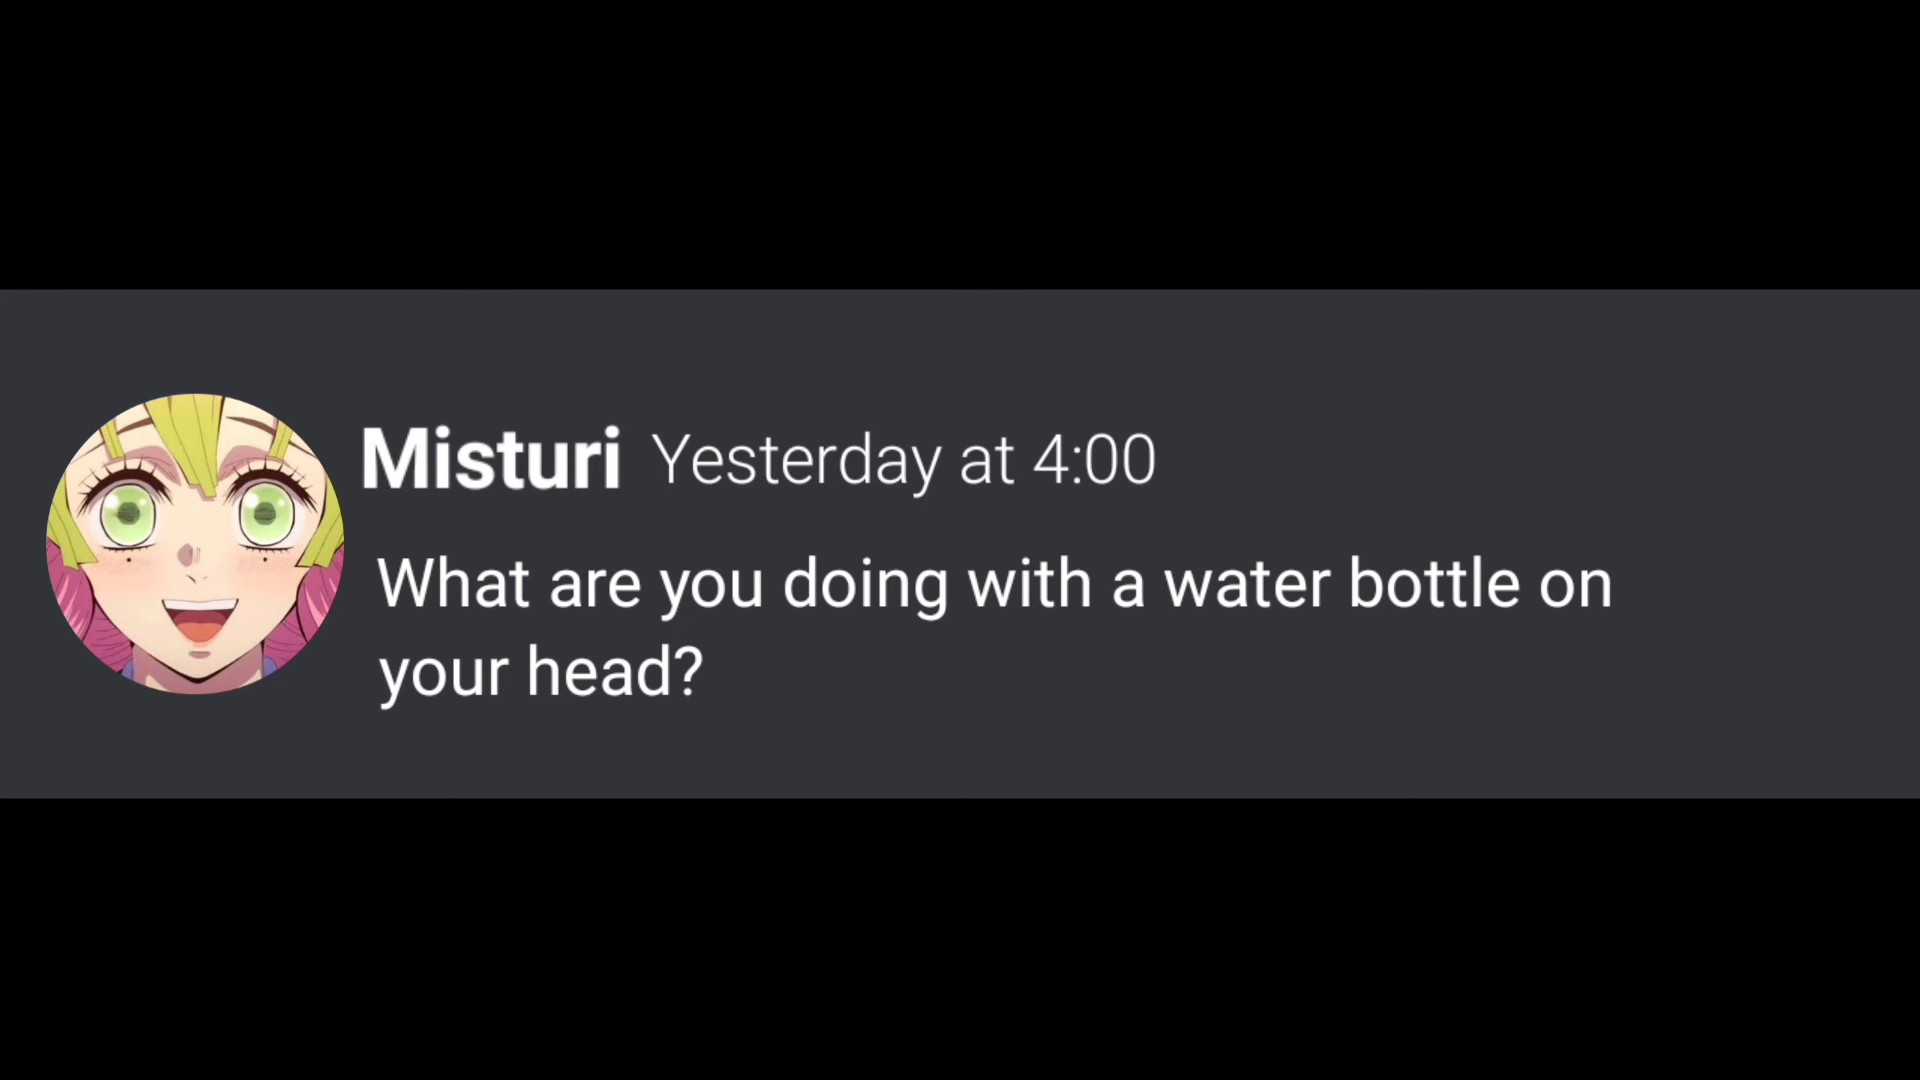 Misturi Yesterday at 4:00
What are you doing with a water bottle on
your head?